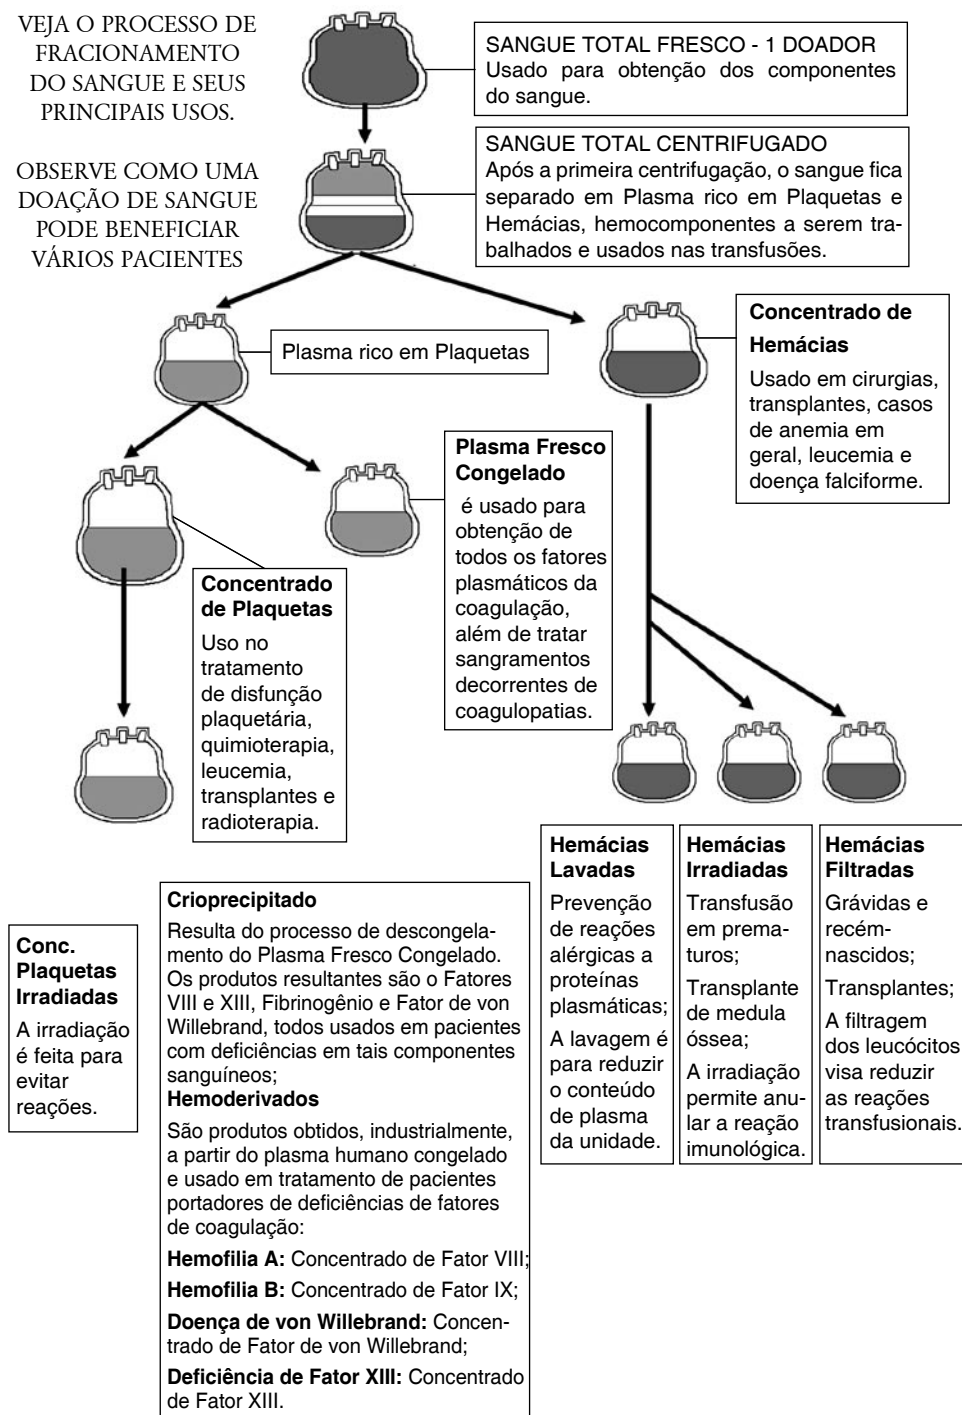 VEJA O PROCESSO DE
FRACIONAMENTO
DO SANGUE E SEUS
PRINCIPAIS USOS.
OBSERVE COMO UMA
DOAÇÃO DE SANGUE
PODE BENEFICIAR
VÁRIOS PACIENTES
SANGUE TOTAL FRESCO - 1 DOADOR
Usado para obtenção dos componentes
do sangue.
SANGUE TOTAL CENTRIFUGADO
Após a primeira centrifugação, o sangue fica
separado em Plasma rico em Plaquetas e
Hemácias, hemocomponentes a serem tra-
balhados e usados nas transfusões.
Plasma rico em Plaquetas
Concentrado de
Hemácias
Usado em cirurgias,
transplantes, casos
de anemia em
geral, leucemia e
doença falciforme.
Plasma Fresco
Congelado
é usado para
obtenção de
todos os fatores
plasmáticos da
coagulação,
além de tratar
sangramentos
decorrentes de
coagulopatias.
Concentrado
de Plaquetas
Uso no
tratamento
de disfunção
plaquetária,
quimioterapia,
leucemia,
transplantes e
radioterapia.
Conc.
Plaquetas
Irradiadas
A irradiação
é feita para
evitar
reações.
Crioprecipitado
Resulta do processo de descongela-
mento do Plasma Fresco Congelado.
Os produtos resultantes são o Fatores
VIII e XIII, Fibrinogênio e Fator de von
Willebrand, todos usados em pacientes
com deficiências em tais componentes
sanguíneos;
Hemoderivados
São produtos obtidos, industrialmente,
a partir do plasma humano congelado
e usado em tratamento de pacientes
portadores de deficiências de fatores
de coagulação:
Hemofilia A: Concentrado de Fator VIII;
Hemofilia B: Concentrado de Fator IX;
Doença de von Willebrand: Concen-
trado de Fator de von Willebrand;
Deficiência de Fator XIII: Concentrado
de Fator XIII.
Hemácias
Lavadas
Prevenção
de reações
alérgicas a
proteínas
plasmáticas;
A lavagem é
para reduzir
o conteúdo
de plasma
da unidade.
Hemácias
Irradiadas
Transfusão
em prema-
turos;
Transplante
de medula
óssea;
A irradiação
permite anu-
lar a reação
imunológica.
Hemácias
Filtradas
Grávidas e
recém-
nascidos;
Transplantes;
A filtragem
dos leucócitos
visa reduzir
as reações
transfusionais.